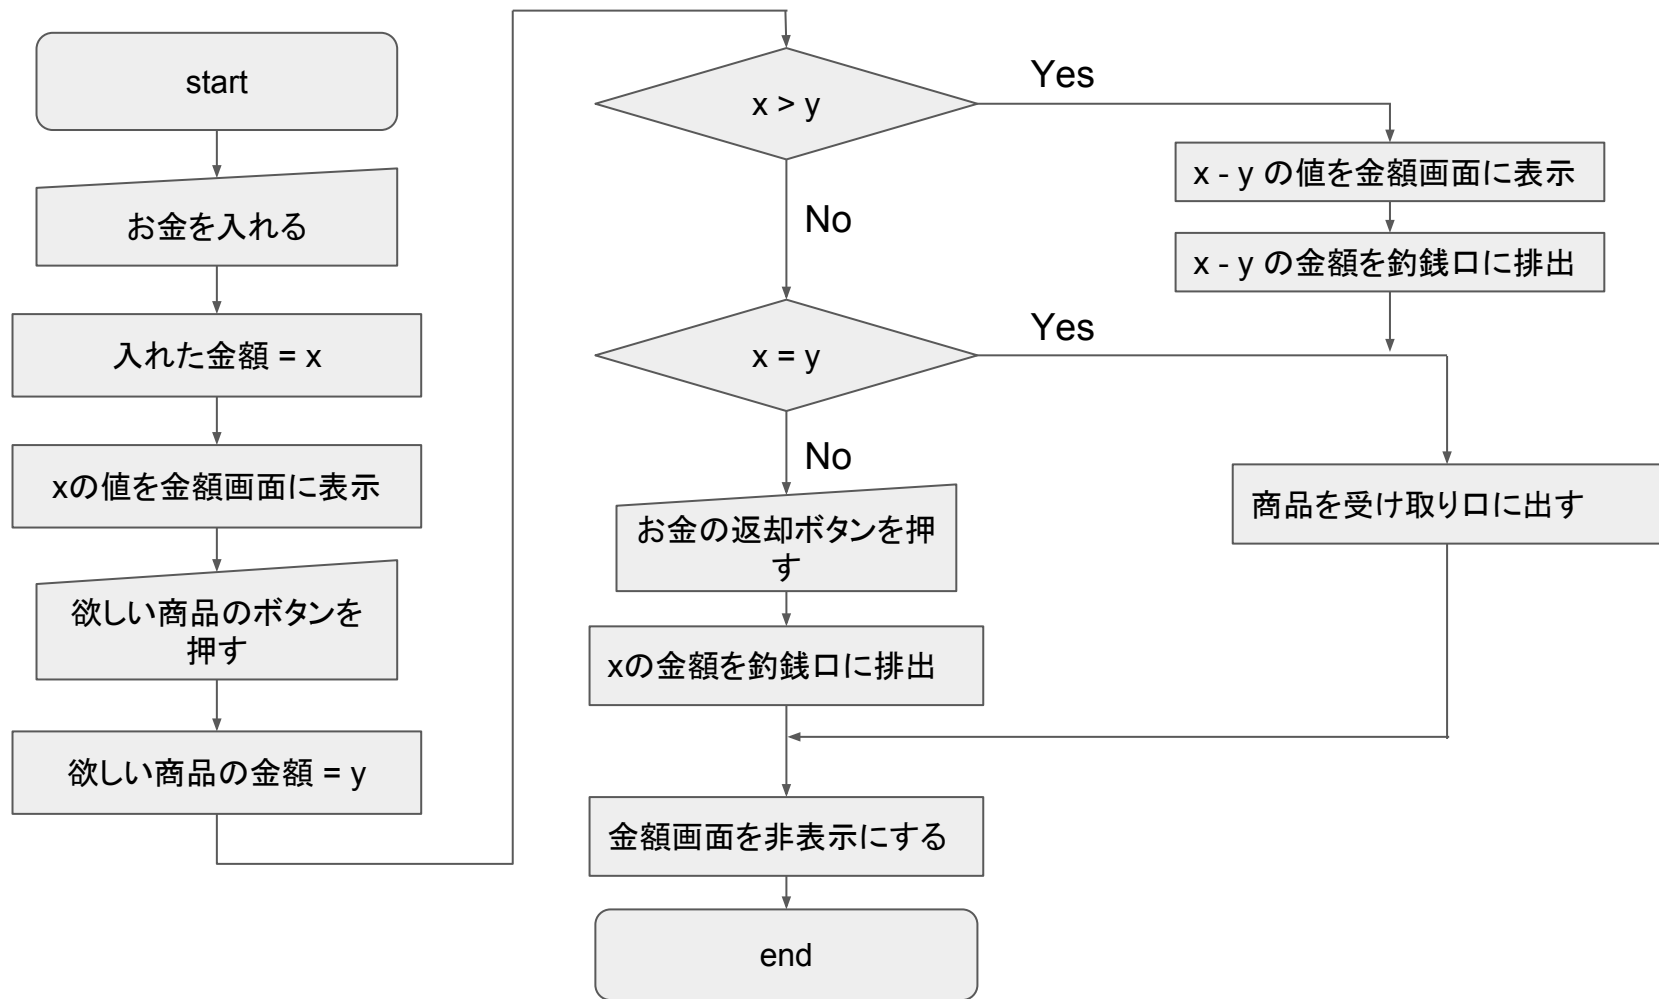 start
お金を入れる
入れた金額 = x
xの値を金額画面に表示
欲しい商品のボタンを
押す
欲しい商品の金額 = y
x > y
Yes
x - y の値を金額画面に表示
x - y の金額を釣銭口に排出
No
x = y
Yes
商品を受け取り口に出す
No
お金の返却ボタンを押
す
xの金額を釣銭口に排出
金額画面を非表示にする
end